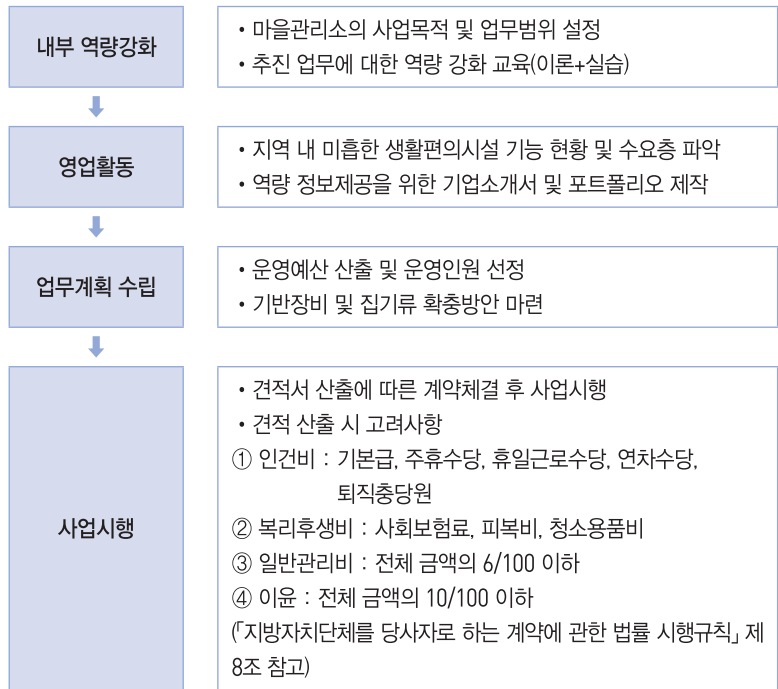 내부 역량강화
• 마을관리소의 사업목적 및 업무범위 설정
• 추진 업무에 대한 역량 강화 교육(이론+실습)
영업활동
• 지역 내 미흡한 생활편의시설 기능 현황 및 수요층 파악
• 역량 정보제공을 위한 기업소개서 및 포트폴리오 제작
업무계획 수립
• 운영예산 산출 및 운영인원 선정
• 기반장비 및 집기류 확충방안 마련
사업시행
• 견적서 산출에 따른 계약체결 후 사업시행
• 견적 산출 시 고려사항
① 인건비 : 기본급, 주휴수당, 휴일근로수당, 연차수당,
퇴직충당원
② 복리후생비 : 사회보험료, 피복비, 청소용품비
③ 일반관리비 : 전체 금액의 6/100 이하
④ 이윤 : 전체 금액의 10/100 이하
(「지방자치단체를 당사자로 하는 계약에 관한 법률 시행규칙」 제
8조 참고)